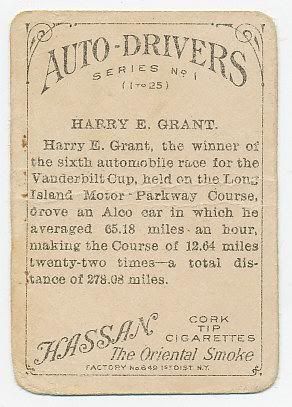 AUTO-DRIVERS
SERIES No 1
(1 TO 25)
HARRY E. GRANT.
Harry E. Grant, the winner of
the sixth automobile race for the
Vanderbilt Cup, held on the Long
Island Motor Parkway Course,
drove an Alco car in which he
averaged 65.18 miles an hour,
making the Course of 12.64 miles
twenty-two times—a total dis-
tance of 278.08 miles.
HASSAN
CORK
TIP
CIGARETTES
The Oriental Smoke
FACTORY No. 649 1ST DIST. N.Y.